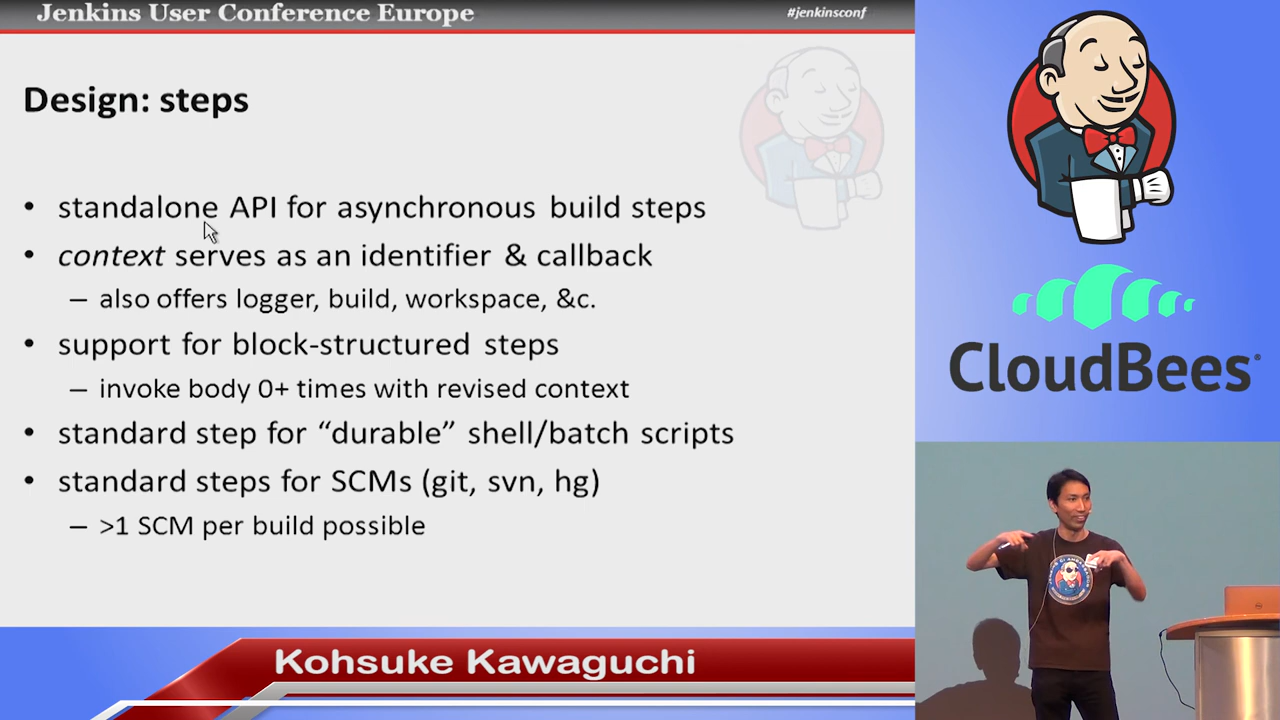 Jenkins User Conference Europe
#jenkinsconf
Design: steps
• standalone API for asynchronous build steps
• context serves as an identifier & callback
– also offers logger, build, workspace, &c.
• support for block-structured steps
– invoke body 0+ times with revised context
• standard step for “durable” shell/batch scripts
• standard steps for SCMs (git, svn, hg)
– >1 SCM per build possible
CloudBees
Kohsuke Kawaguchi